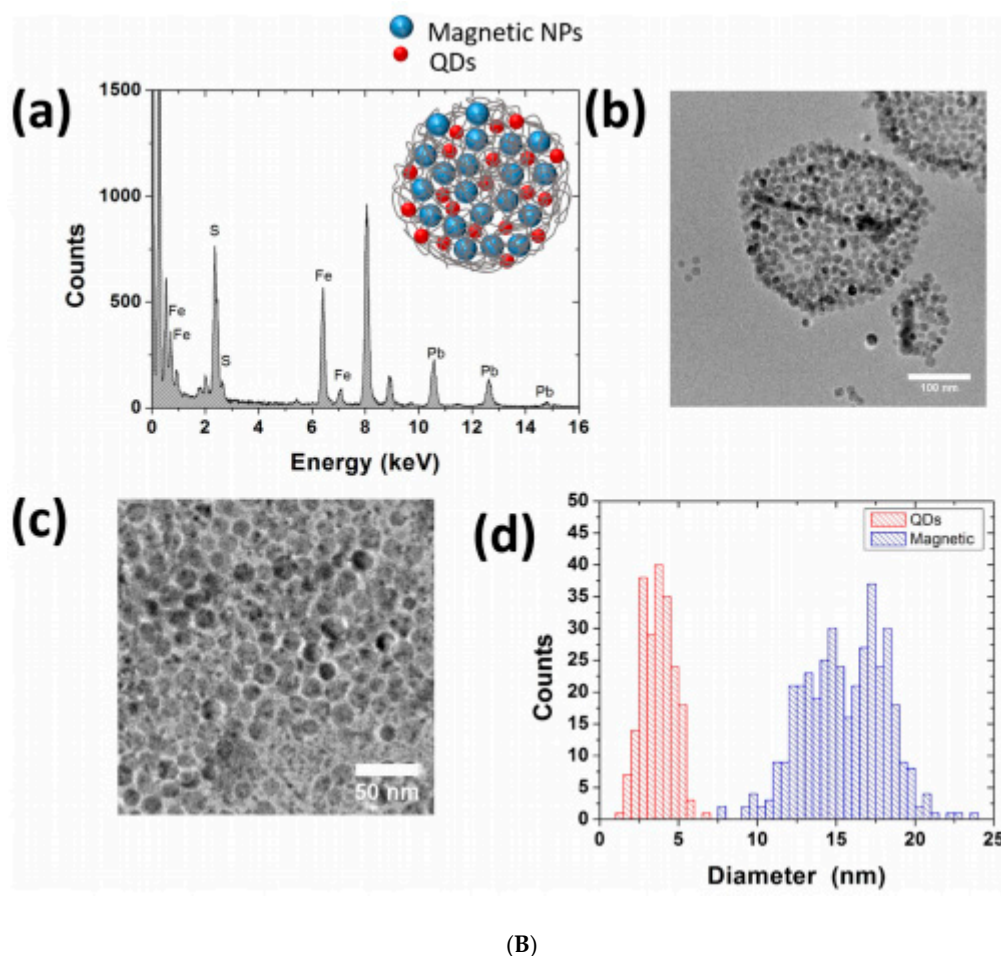 Magnetic NPs
QDs
(a)
1500
1000
500
0
Counts
Fe
Fe
S
S
Fe
Fe
Pb
Pb
Pb
0 2 4 6 8 10 12 14 16
Energy (keV)
(b)
100 nm
(c)
50 nm
(d)
50
45
40
35
30
25
20
15
10
5
0
Counts
QDs
Magnetic
0 5 10 15 20 25
Diameter (nm)
(B)